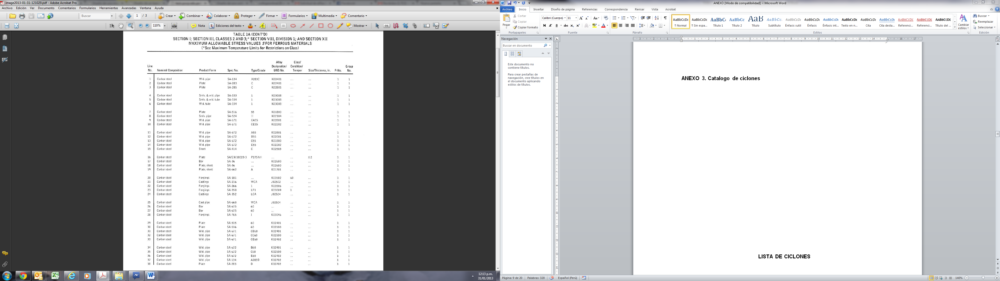 image2013-01-31-121029.pdf - Adobe Acrobat Pro
Archivo Edición Ver Documento Comentarios Formularios Herramientas Avanzadas Ventana Ayuda
Buscar 1 / 3 Crear Combinar Colaborar Proteger Firmar Formularios Multimedia Comentario
110% Nota Ediciones del texto Mostrar
TABLE 1A (CONT'D)
SECTION I; SECTION III, CLASSES 2 AND 3;* SECTION VIII, DIVISION 1; AND SECTION XII
MAXIMUM ALLOWABLE STRESS VALUES S FOR FERROUS MATERIALS
(*See Maximum Temperature Limits for Restrictions on Class)
Line No. Nominal Composition Product Form Spec No. Type/Grade Alloy Designation/ UNS No. Class/ Condition/ Temper Size/Thickness, in. P-No. Group No.
1 Carbon steel Wld. pipe SA-134 A283C K02401 ... ... 1 1
2 Carbon steel Plate SA-283 C K02401 ... ... 1 1
3 Carbon steel Plate SA-285 C K02801 ... ... 1 1
4 Carbon steel Smls. & wld. pipe SA-333 1 K03008 ... ... 1 1
5 Carbon steel Smls. & wld. tube SA-334 1 K03008 ... ... 1 1
6 Carbon steel Wld. tube SA-334 1 K03008 ... ... 1 1
7 Carbon steel Plate SA-516 55 K01800 ... ... 1 1
8 Carbon steel Smls. pipe SA-524 II K02104 ... ... 1 1
9 Carbon steel Wld. pipe SA-671 CA55 K02801 ... ... 1 1
10 Carbon steel Wld. pipe SA-671 CE55 K02202 ... ... 1 1
11 Carbon steel Wld. pipe SA-672 A55 K02801 ... ... 1 1
12 Carbon steel Wld. pipe SA-672 B55 K02001 ... ... 1 1
13 Carbon steel Wld. pipe SA-672 C55 K01800 ... ... 1 1
14 Carbon steel Wld. pipe SA-672 E55 K02202 ... ... 1 1
15 Carbon steel Sheet SA-414 C K02503 ... ... 1 1
16 Carbon steel Plate SA/EN 10028-3 P275NH ... ... ≤2 1 1
17 Carbon steel Bar SA-36 ... K02600 ... ... 1 1
18 Carbon steel Plate, sheet SA-36 ... K02600 ... ... 1 1
19 Carbon steel Plate, sheet SA-662 A K01701 ... ... 1 1
20 Carbon steel Forgings SA-181 ... K03502 60 ... 1 1
21 Carbon steel Castings SA-216 WCA J02502 ... ... 1 1
22 Carbon steel Forgings SA-266 1 K03506 ... ... 1 1
23 Carbon steel Forgings SA-350 LF1 K03009 1 ... 1 1
24 Carbon steel Castings SA-352 LCA J02504 ... ... 1 1
25 Carbon steel Cast pipe SA-660 WCA J02504 ... ... 1 1
26 Carbon steel Bar SA-675 60 ... ... ... 1 1
27 Carbon steel Bar SA-675 60 ... ... ... 1 1
28 Carbon steel Forgings SA-765 I K03046 ... ... 1 1
29 Carbon steel Plate SA-515 60 K02401 ... ... 1 1
30 Carbon steel Plate SA-516 60 K02100 ... ... 1 1
31 Carbon steel Wld. pipe SA-671 CB60 K02401 ... ... 1 1
32 Carbon steel Wld. pipe SA-671 CC60 K02100 ... ... 1 1
33 Carbon steel Wld. pipe SA-671 CE60 K02402 ... ... 1 1
34 Carbon steel Wld. pipe SA-672 B60 K02401 ... ... 1 1
35 Carbon steel Wld. pipe SA-672 C60 K02100 ... ... 1 1
36 Carbon steel Wld. pipe SA-672 E60 K02402 ... ... 1 1
37 Carbon steel Wld. pipe SA-134 A283D K02702 ... ... 1 1
38 Carbon steel Plate SA-283 D K02702 ... ... 1 1
12:13 p.m.
31/01/2013
ANEXO [Modo de compatibilidad] - Microsoft Word
Archivo Inicio Insertar Diseño de página Referencias Correspondencia Revisar Vista Acrobat
Pegar Cortar
Copiar
Copiar formato
Portapapeles
Calibri (Cuerpo) 11
Fuente
Párrafo
AaBbCcDc AaBbCcDc AaBbC AaBbCc AaB AaBbCc. AaBbCcDc AaBbCcDc AaBbCcDc AaBbCcDc AaBbCcDc AaBbCcDc AABBCCDE AABBCCDE AABBCCDE
¶ Normal ¶ Sin espa... Título 1 Título 2 Título Subtítulo Énfasis sutil Énfasis Énfasis int... Texto en n... Cita Cita desta... Referenci... Referenci... Título del ...
Cambiar estilos
Estilos
Buscar
Reemplazar
Seleccionar
Edición
Navegación
Buscar en documento
Este documento no
contiene títulos.
Para crear pestañas de
navegación, cree títulos en
el documento aplicando
estilos de títulos.
ANEXO 3. Catalogo de ciclones
LISTA DE CICLONES
Página: 9 de 20 Palabras: 320 Español (Perú) 140%